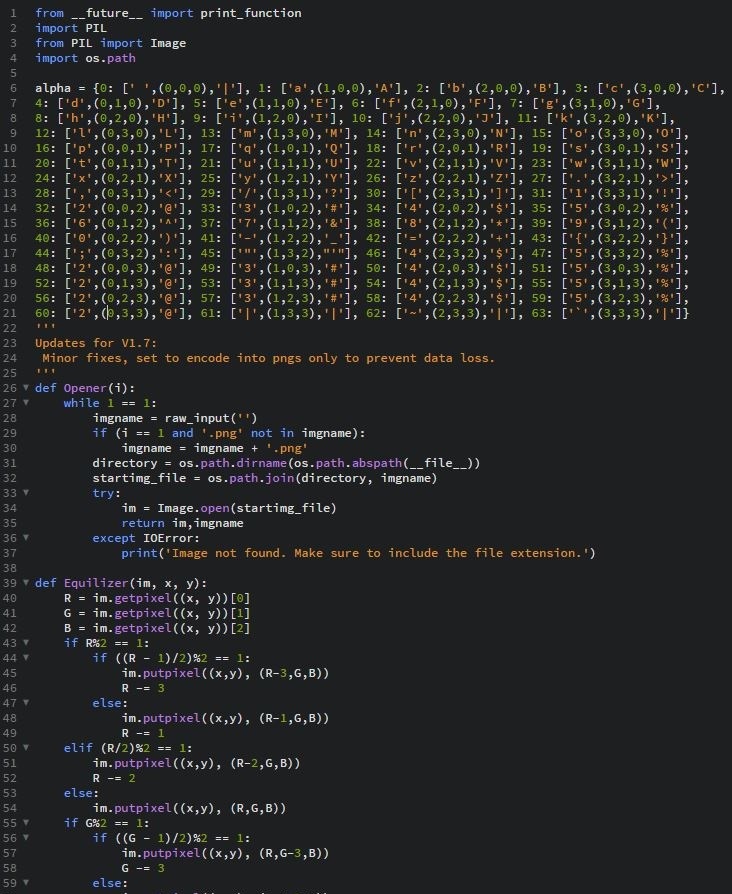 1 from __future__ import print_function
2 import PIL
3 from PIL import Image
4 import os.path
5
6 alpha = {0: [' ',(0,0,0),'|'], 1: ['a',(1,0,0),'A'], 2: ['b',(2,0,0),'B'], 3: ['c',(3,0,0),'C'],
7 4: ['d',(0,1,0),'D'], 5: ['e',(1,1,0),'E'], 6: ['f',(2,1,0),'F'], 7: ['g',(3,1,0),'G'],
8 8: ['h',(0,2,0),'H'], 9: ['i',(1,2,0),'I'], 10: ['j',(2,2,0),'J'], 11: ['k',(3,2,0),'K'],
9 12: ['l',(0,3,0),'L'], 13: ['m',(1,3,0),'M'], 14: ['n',(2,3,0),'N'], 15: ['o',(3,3,0),'O'],
10 16: ['p',(0,0,1),'P'], 17: ['q',(1,0,1),'Q'], 18: ['r',(2,0,1),'R'], 19: ['s',(3,0,1),'S'],
11 20: ['t',(0,1,1),'T'], 21: ['u',(1,1,1),'U'], 22: ['v',(2,1,1),'V'], 23: ['w',(3,1,1),'W'],
12 24: ['x',(0,2,1),'X'], 25: ['y',(1,2,1),'Y'], 26: ['z',(2,2,1),'Z'], 27: ['.',(3,2,1),'>'],
13 28: [',',(0,3,1),'<'], 29: ['/',(1,3,1),'?'], 30: ['[',(2,3,1),']'], 31: ['1',(3,3,1),'!'],
14 32: ['2',(0,0,2),'@'], 33: ['3',(1,0,2),'#'], 34: ['4',(2,0,2),'$'], 35: ['5',(3,0,2),'%'],
15 36: ['6',(0,1,2),'^'], 37: ['7',(1,1,2),'&'], 38: ['8',(2,1,2),'*'], 39: ['9',(3,1,2),'('],
16 40: ['0',(0,2,2),')'], 41: ['-',(1,2,2),'_'], 42: ['=',(2,2,2),'+'], 43: ['{',(3,2,2),'}'],
17 44: [';',(0,3,2),':'], 45: ['"',(1,3,2),"'"], 46: ['4',(2,3,2),'$'], 47: ['5',(3,3,2),'%'],
18 48: ['2',(0,0,3),'@'], 49: ['3',(1,0,3),'#'], 50: ['4',(2,0,3),'$'], 51: ['5',(3,0,3),'%'],
19 52: ['2',(0,1,3),'@'], 53: ['3',(1,1,3),'#'], 54: ['4',(2,1,3),'$'], 55: ['5',(3,1,3),'%'],
20 56: ['2',(0,2,3),'@'], 57: ['3',(1,2,3),'#'], 58: ['4',(2,2,3),'$'], 59: ['5',(3,2,3),'%'],
21 60: ['2',(0,3,3),'@'], 61: ['|',(1,3,3),'|'], 62: ['~',(2,3,3),'|'], 63: ['`',(3,3,3),'|']}
22 '''
23 Updates for V1.7:
24  Minor fixes, set to encode into pngs only to prevent data loss.
25 '''
26 def Opener(i):
27     while 1 == 1:
28         imgname = raw_input('')
29         if (i == 1 and '.png' not in imgname):
30             imgname = imgname + '.png'
31         directory = os.path.dirname(os.path.abspath(__file__))
32         startimg_file = os.path.join(directory, imgname)
33         try:
34             im = Image.open(startimg_file)
35             return im,imgname
36         except IOError:
37             print('Image not found. Make sure to include the file extension.')
38
39 def Equilizer(im, x, y):
40     R = im.getpixel((x, y))[0]
41     G = im.getpixel((x, y))[1]
42     B = im.getpixel((x, y))[2]
43     if R%2 == 1:
44         if ((R - 1)/2)%2 == 1:
45             im.putpixel((x,y), (R-3,G,B))
46             R -= 3
47         else:
48             im.putpixel((x,y), (R-1,G,B))
49             R -= 1
50     elif (R/2)%2 == 1:
51         im.putpixel((x,y), (R-2,G,B))
52         R -= 2
53     else:
54         im.putpixel((x,y), (R,G,B))
55     if G%2 == 1:
56         if ((G - 1)/2)%2 == 1:
57             im.putpixel((x,y), (R,G-3,B))
58             G -= 3
59         else: